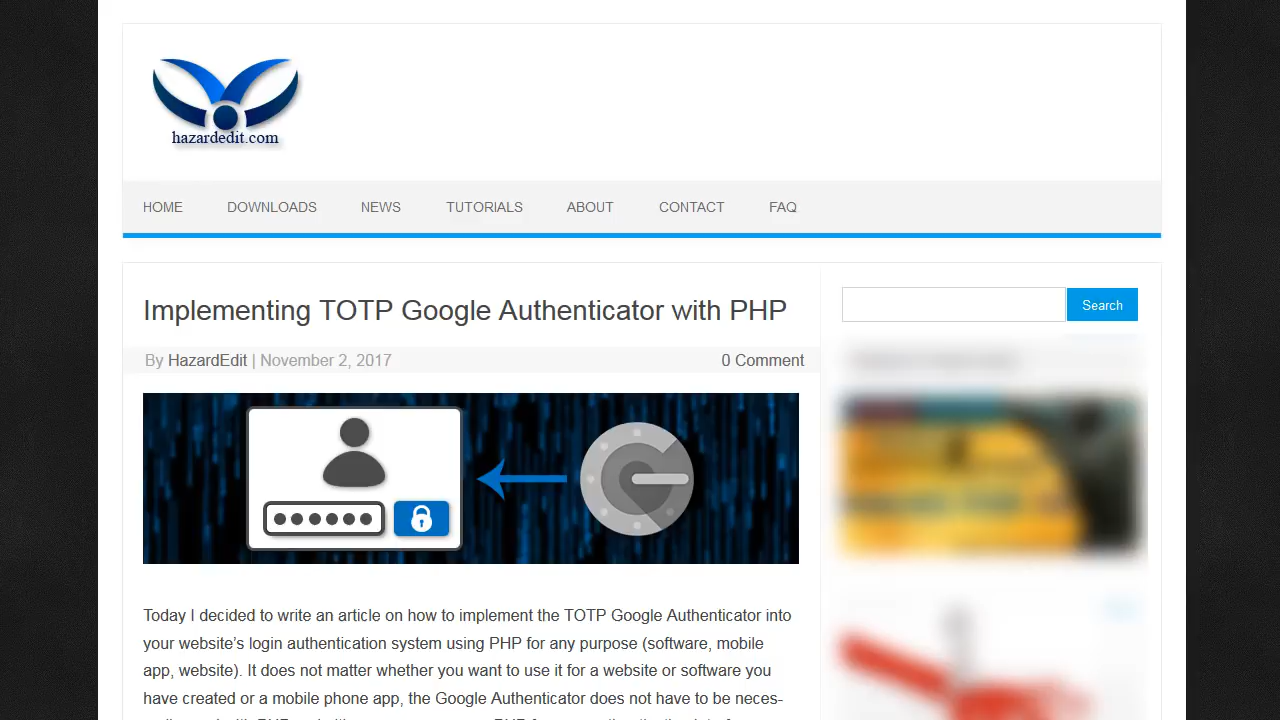 hazardedit.com
HOME DOWNLOADS NEWS TUTORIALS ABOUT CONTACT FAQ
Implementing TOTP Google Authenticator with PHP
Search
By HazardEdit | November 2, 2017 0 Comment
Today I decided to write an article on how to implement the TOTP Google Authenticator into
your website’s login authentication system using PHP for any purpose (software, mobile
app, website). It does not matter whether you want to use it for a website or software you
have created or a mobile phone app, the Google Authenticator does not have to be neces-